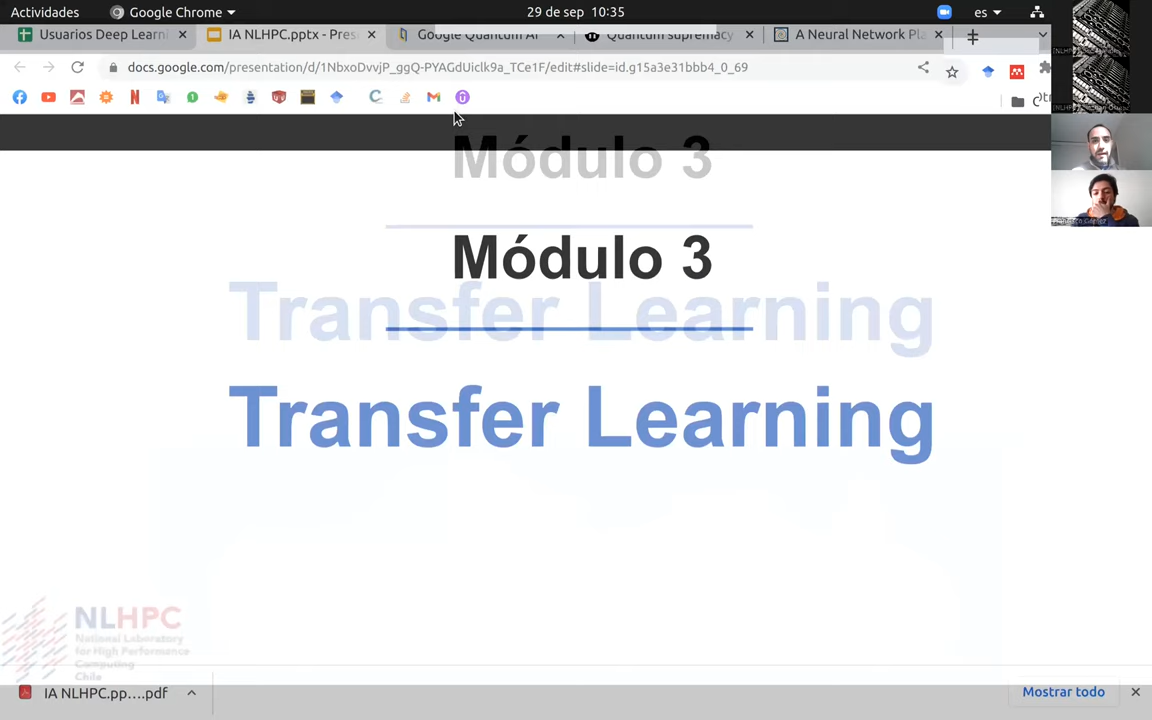 Actividades
Google Chrome
29 de sep 10:35
es
Usuarios Deep Learni
IA NLHPC.pptx - Pres
Google Quantum AI
Quantum supremacy
A Neural Network Pla
docs.google.com/presentation/d/1NbxoDvvjP_ggQ-PYAGdUiclk9a_TCe1F/edit#slide=id.g15a3e31bbb4_0_69
Módulo 3
Módulo 3
Transfer Learning
Transfer Learning
NLHPC
National Laboratory
for High Performance
Computing
Chile
IA NLHPC.pp....pdf
Mostrar todo